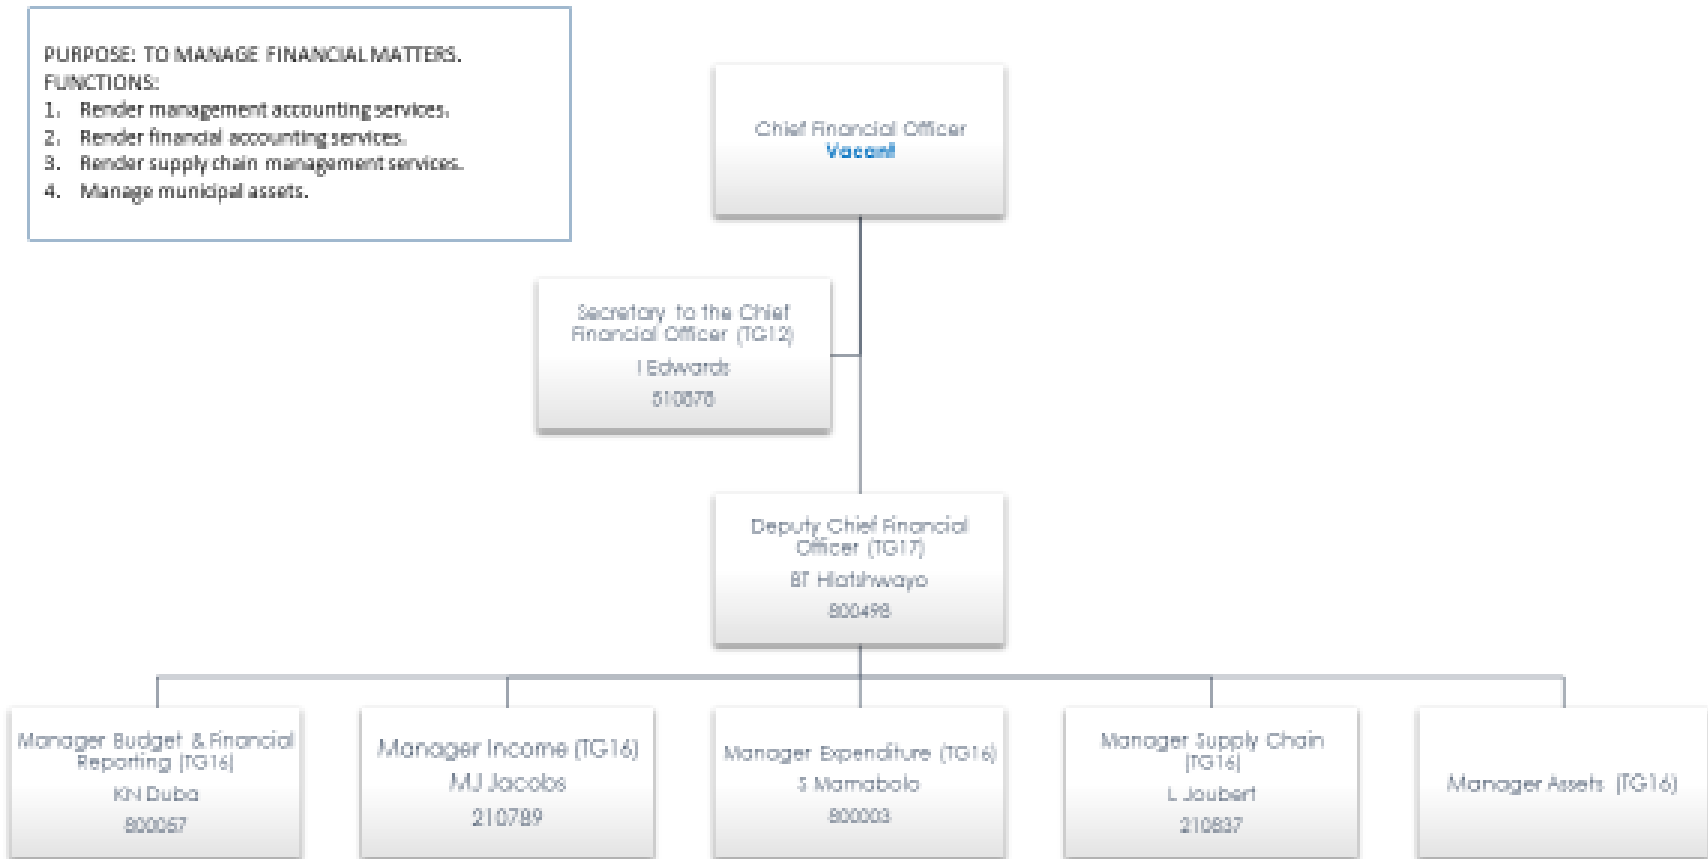 PURPOSE: TO MANAGE FINANCIAL MATTERS.
FUNCTIONS:
1. Render management accounting services.
2. Render financial accounting services.
3. Render supply chain management services.
4. Manage municipal assets.
Chief Financial Officer
Vacant
Secretary to the Chief
Financial Officer (TG12)
I Edwards
510878
Deputy Chief Financial
Officer (TG17)
BT Hlatshwayo
800498
Manager Budget & Financial
Reporting (TG16)
KN Duba
800057
Manager Income (TG16)
MJ Jacobs
210789
Manager Expenditure (TG16)
S Mamabolo
800003
Manager Supply Chain
(TG16)
L Joubert
210837
Manager Assets (TG16)